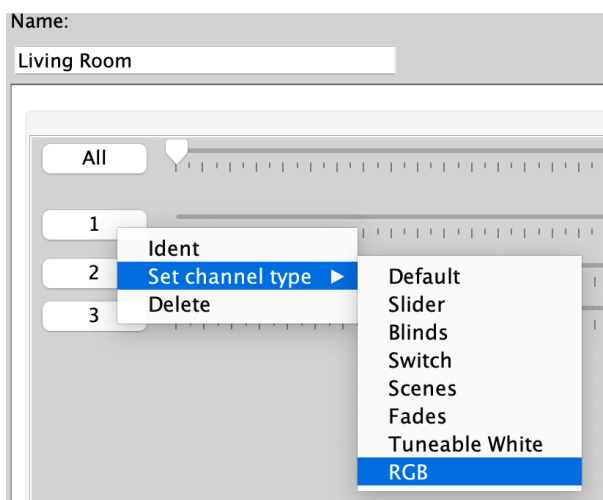 Name:
Living Room
All
1
Ident
2
Set channel type
Default
Delete
Slider
3
Blinds
Switch
Scenes
Fades
Tuneable White
RGB